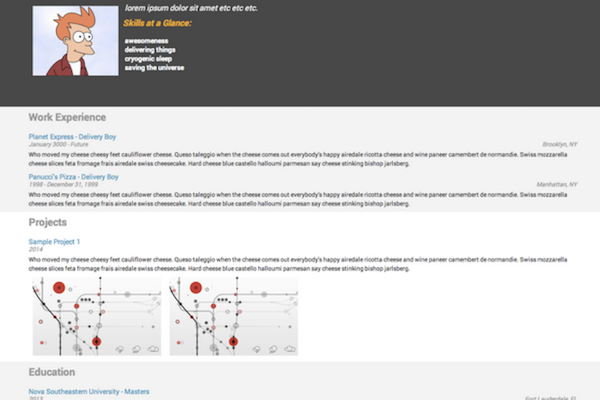 lorem ipsum dolor sit amet etc etc etc.
Skills at a Glance:
awesomeness
delivering things
cryogenic sleep
saving the universe
Work Experience
Planet Express - Delivery Boy
January 3000 - Future
Brooklyn, NY
Who moved my cheese cheesy feet cauliflower cheese. Queso taleggio when the cheese comes out everybody's happy airedale ricotta cheese and wine paneer camembert de normandie. Swiss mozzarella
cheese slices feta fromage frais airedale swiss cheesecake. Hard cheese blue castello halloumi parmesan say cheese stinking bishop jarlsberg.
Panucci's Pizza - Delivery Boy
1998 - December 31, 1999
Manhattan, NY
Who moved my cheese cheesy feet cauliflower cheese. Queso taleggio when the cheese comes out everybody's happy airedale ricotta cheese and wine paneer camembert de normandie. Swiss mozzarella
cheese slices feta fromage frais airedale swiss cheesecake. Hard cheese blue castello halloumi parmesan say cheese stinking bishop jarlsberg.
Projects
Sample Project 1
2014
Who moved my cheese cheesy feet cauliflower cheese. Queso taleggio when the cheese comes out everybody's happy airedale ricotta cheese and wine paneer camembert de normandie. Swiss mozzarella
cheese slices feta fromage frais airedale swiss cheesecake. Hard cheese blue castello halloumi parmesan say cheese stinking bishop jarlsberg.
Education
Nova Southeastern University - Masters
2013
Fort Lauderdale, FL